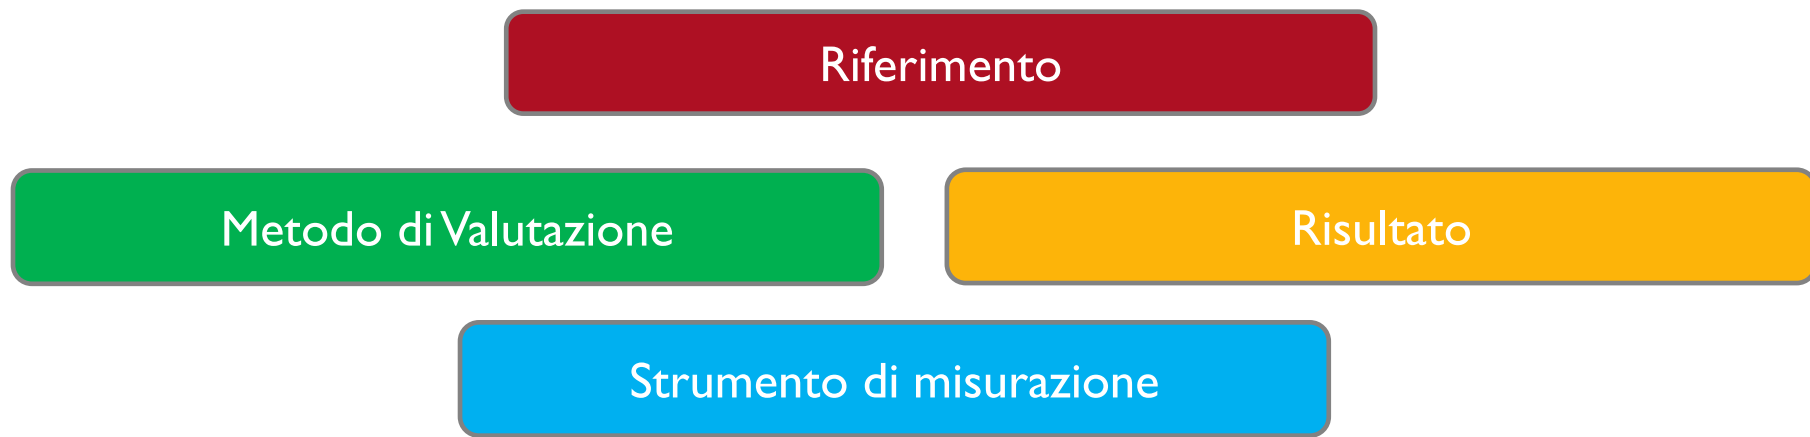 Riferimento
Metodo di Valutazione
Risultato
Strumento di misurazione